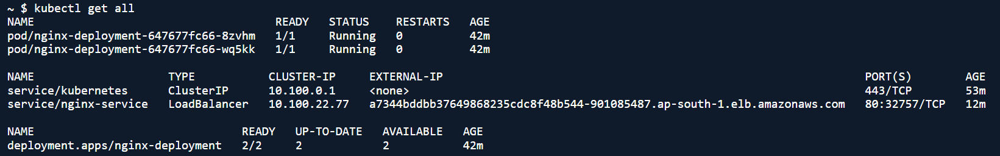 ~ $ kubectl get all
NAME                                    READY   STATUS    RESTARTS   AGE
pod/nginx-deployment-647677fc66-8zvhm   1/1     Running   0          42m
pod/nginx-deployment-647677fc66-wq5kk   1/1     Running   0          42m

NAME                    TYPE           CLUSTER-IP     EXTERNAL-IP                                                                PORT(S)        AGE
service/kubernetes      ClusterIP      10.100.0.1     <none>                                                                     443/TCP        53m
service/nginx-service   LoadBalancer   10.100.22.77   a7344bddbb37649868235cdc8f48b544-901085487.ap-south-1.elb.amazonaws.com   80:32757/TCP   12m

NAME                               READY   UP-TO-DATE   AVAILABLE   AGE
deployment.apps/nginx-deployment   2/2     2            2           42m